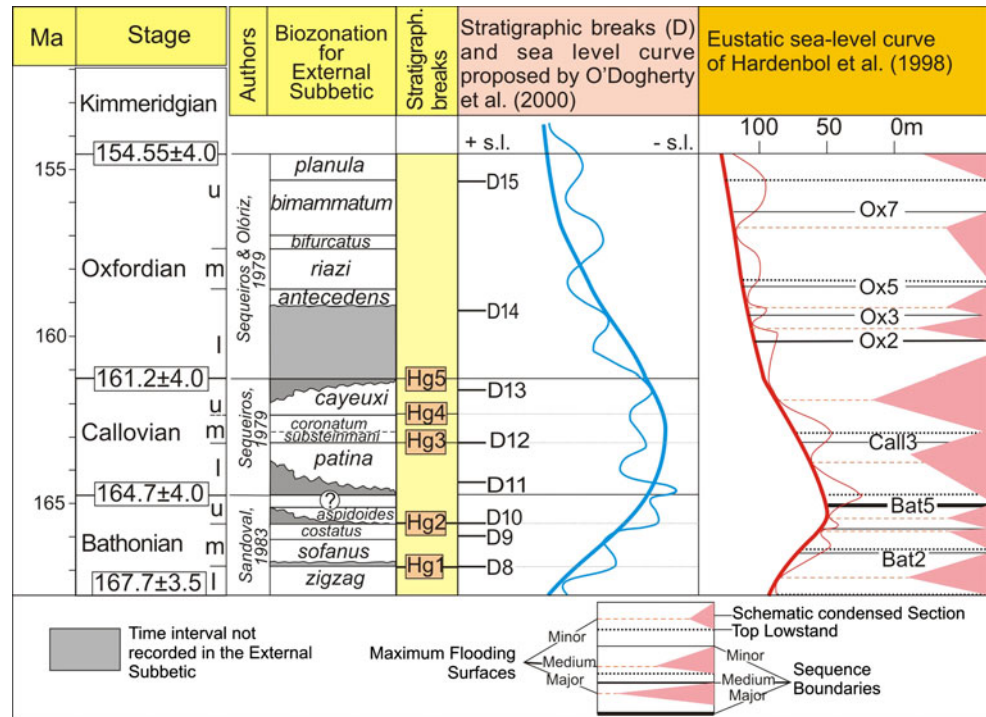 Ma
Stage
Authors
Biozonation
for
External
Subbetic
Stratigraph.
breaks
Stratigraphic breaks (D)
and sea level curve
proposed by O'Dogherty
et al. (2000)
Eustatic sea-level curve
of Hardenbol et al. (1998)
+ s.l.
- s.l.
100 50 0m
155
160
165
Kimmeridgian
154.55±4.0
u
Oxfordian
m
l
161.2±4.0
u
Callovian
m
l
164.7±4.0
u
Bathonian
m
167.7±3.5
l
Sequeiros & Olóriz,
1979
Sequeiros,
1979
Sandoval,
1983
planula
bimammatum
bifurcatus
riazi
antecedens
cayeuxi
coronatum
substeinmani
patina
?
aspidoides
costatus
sofanus
zigzag
Hg5
Hg4
Hg3
Hg2
Hg1
D15
D14
D13
D12
D11
D10
D9
D8
Ox7
Ox5
Ox3
Ox2
Call3
Bat5
Bat2
Time interval not
recorded in the External
Subbetic
Maximum Flooding
Surfaces
Minor
Medium
Major
Schematic condensed Section
Top Lowstand
Minor
Medium
Major
Sequence
Boundaries